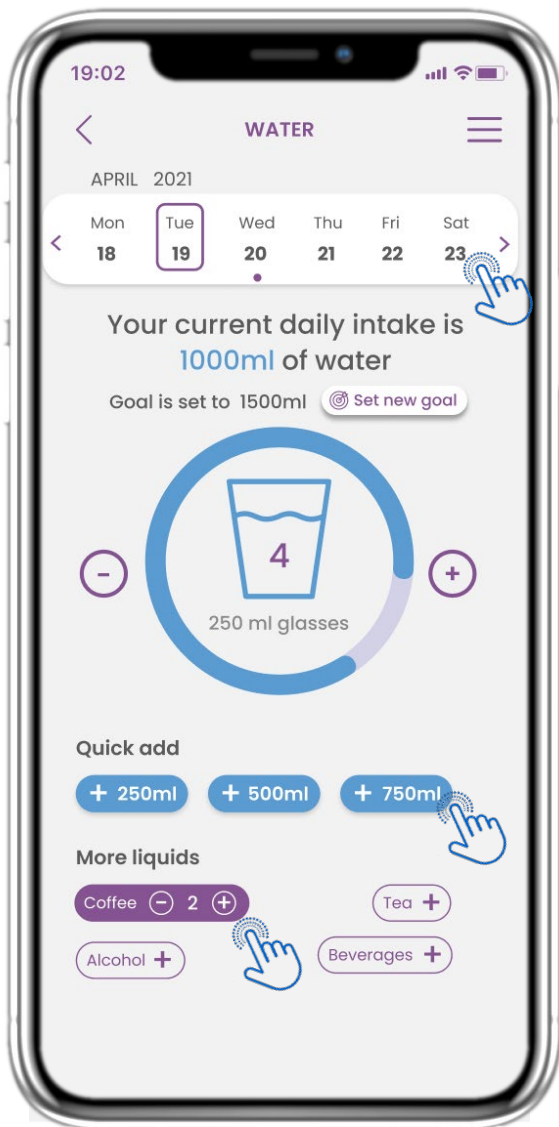 19:02
WATER
APRIL 2021
Mon Tue Wed Thu Fri Sat
< 18 19 20 21 22 23 >
Your current daily intake is
1000ml of water
Goal is set to 1500ml Set new goal
4
- +
250 ml glasses
Quick add
+ 250ml + 500ml + 750ml
More liquids
Coffee - 2 + Tea +
Alcohol + Beverages +